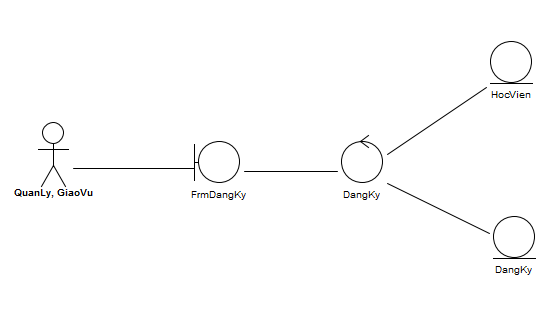 HocVien
QuanLy, GiaoVu
FrmDangKy
DangKy
DangKy